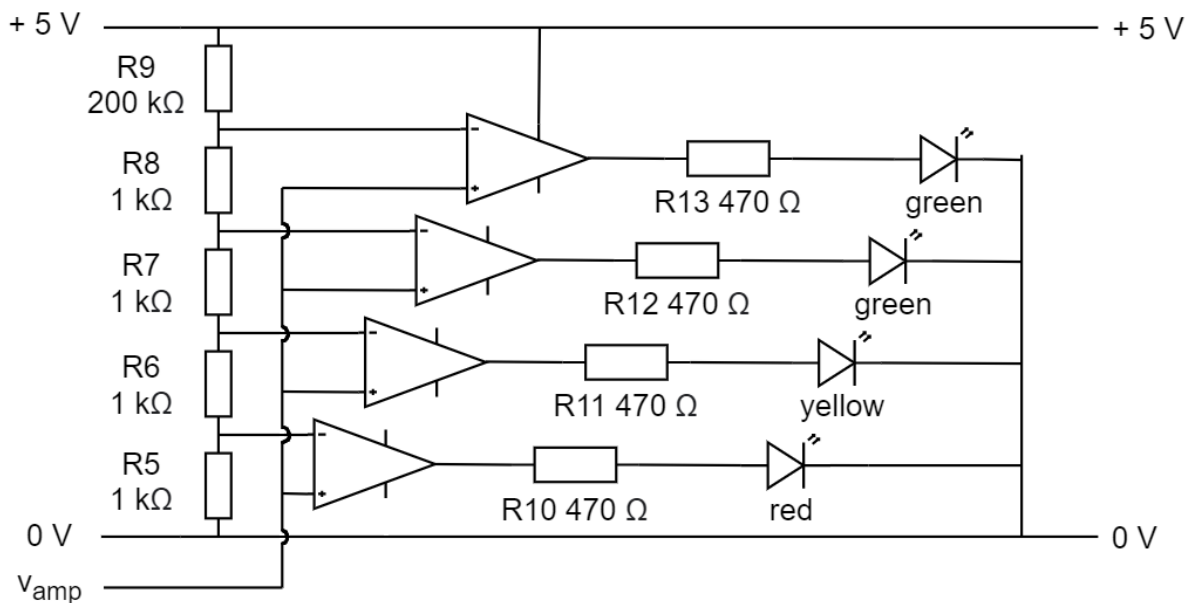 + 5 V
+ 5 V
R9
200 kΩ
-
+
R13 470 Ω
green
R8
1 kΩ
-
+
R12 470 Ω
green
R7
1 kΩ
-
+
R11 470 Ω
yellow
R6
1 kΩ
-
+
R10 470 Ω
red
R5
1 kΩ
0 V
0 V
vamp